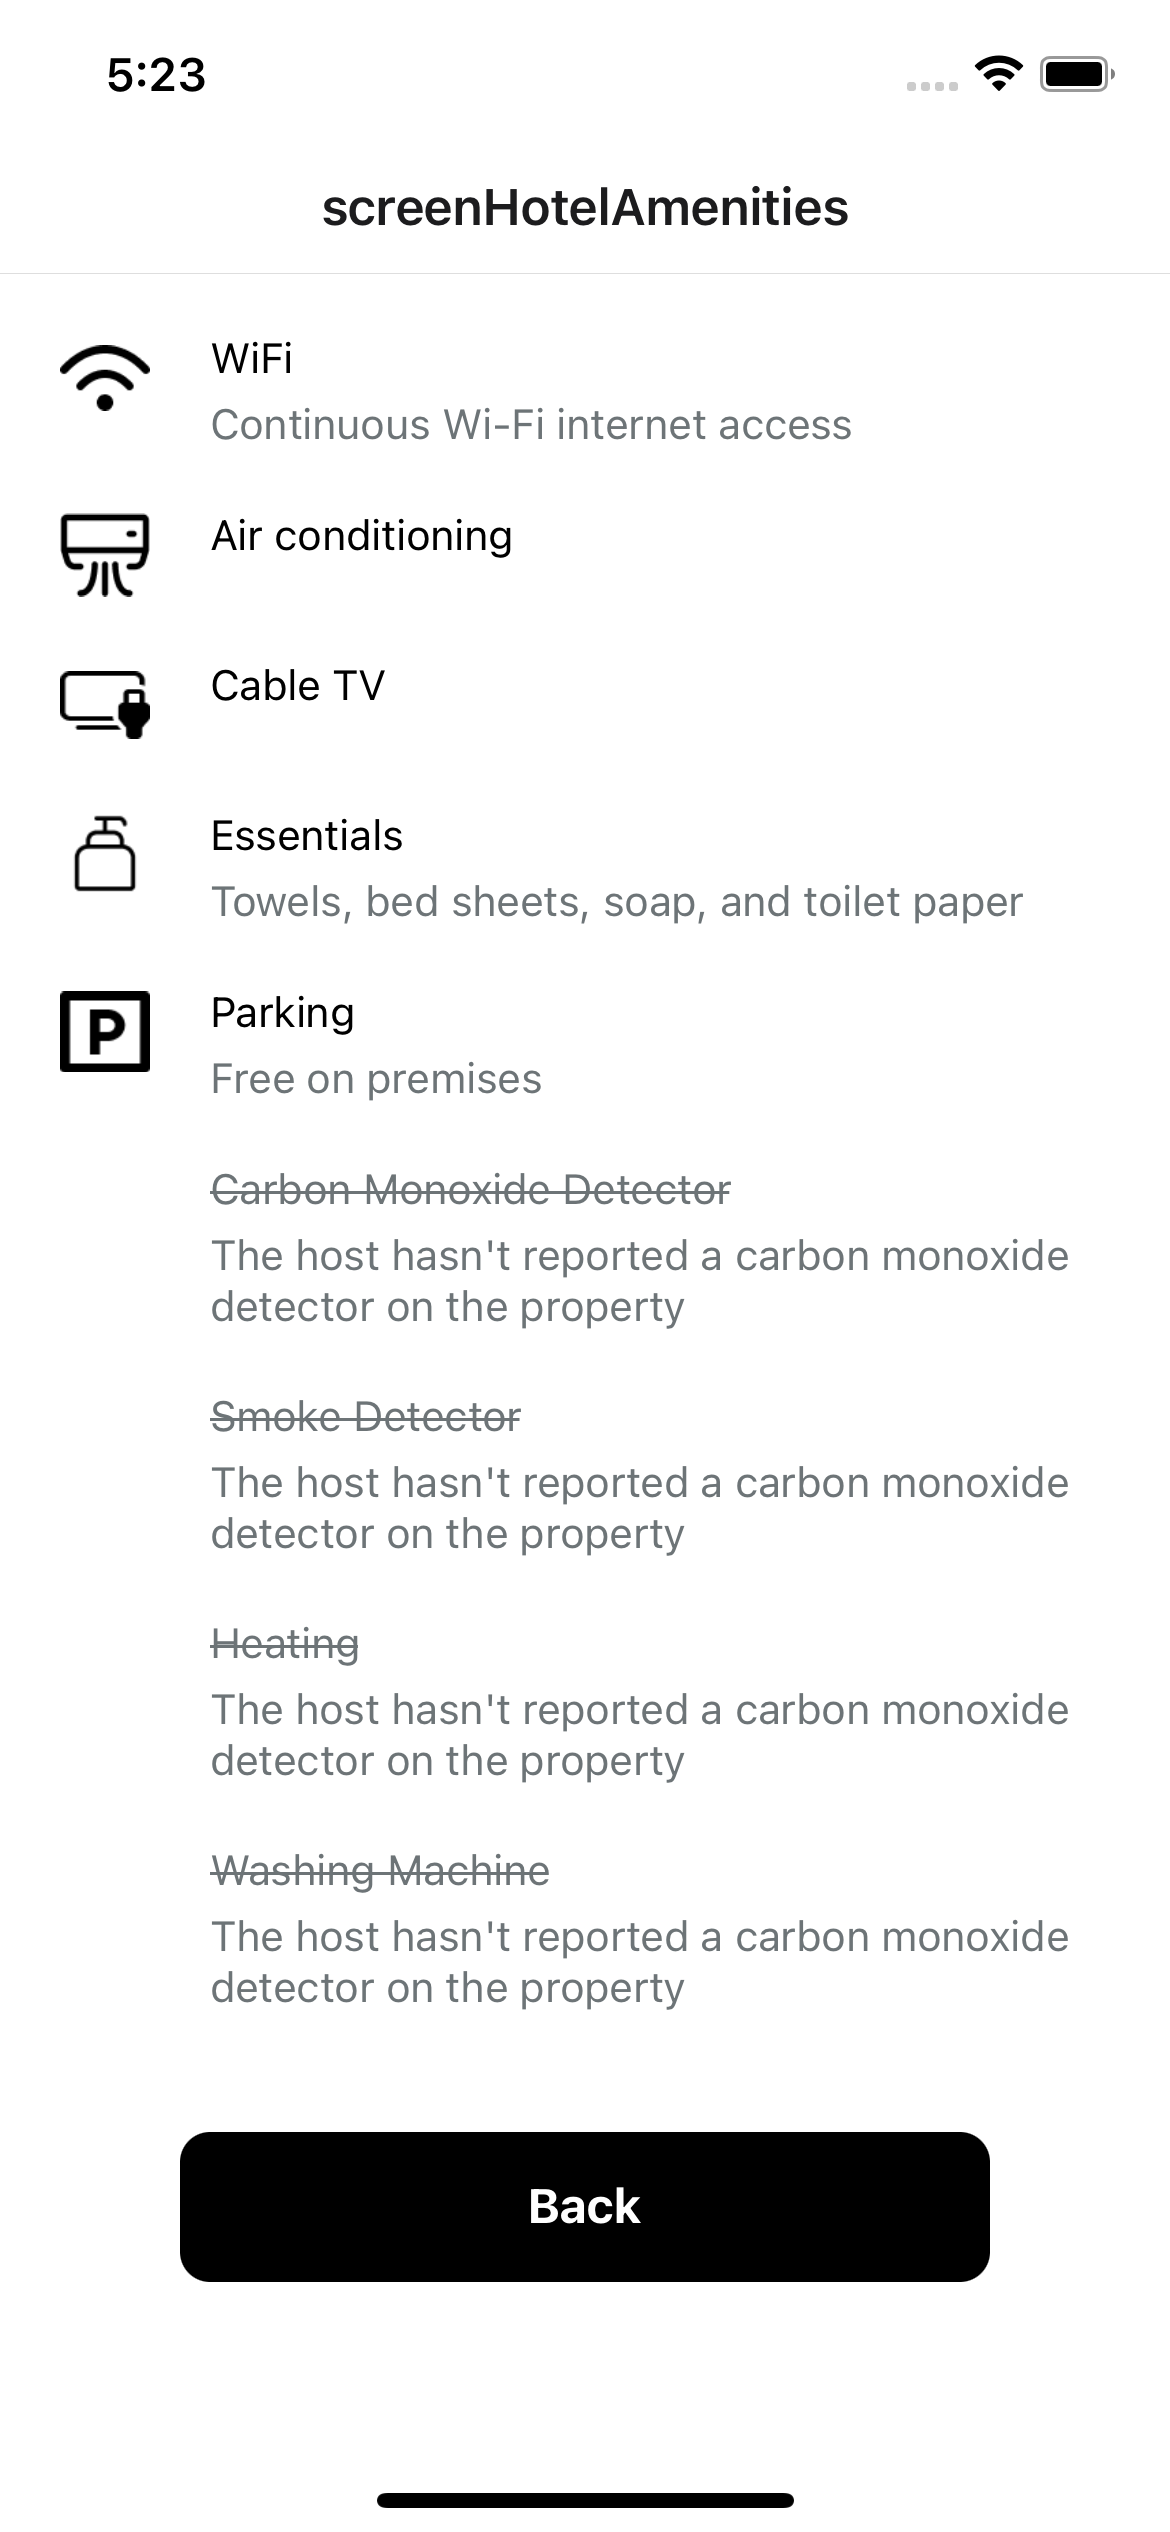 5:23
screenHotelAmenities
WiFi
Continuous Wi-Fi internet access
Air conditioning
Cable TV
Essentials
Towels, bed sheets, soap, and toilet paper
P
Parking
Free on premises
Carbon Monoxide Detector
The host hasn't reported a carbon monoxide
detector on the property
Smoke Detector
The host hasn't reported a carbon monoxide
detector on the property
Heating
The host hasn't reported a carbon monoxide
detector on the property
Washing Machine
The host hasn't reported a carbon monoxide
detector on the property
Back